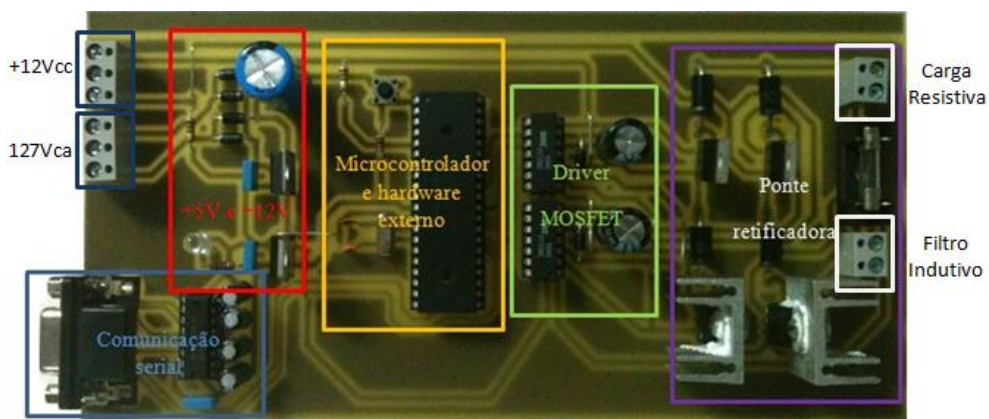 +12Vcc
127Vca
+5V e +12V
Microcontrolador
e hardware
externo
Driver
MOSFET
Ponte
retificadora
Carga
Resistiva
Filtro
Indutivo
Comunicação
serial